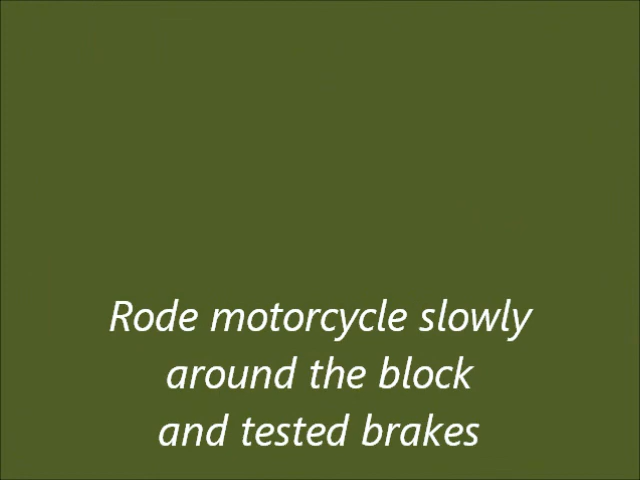 Rode motorcycle slowly
around the block
and tested brakes